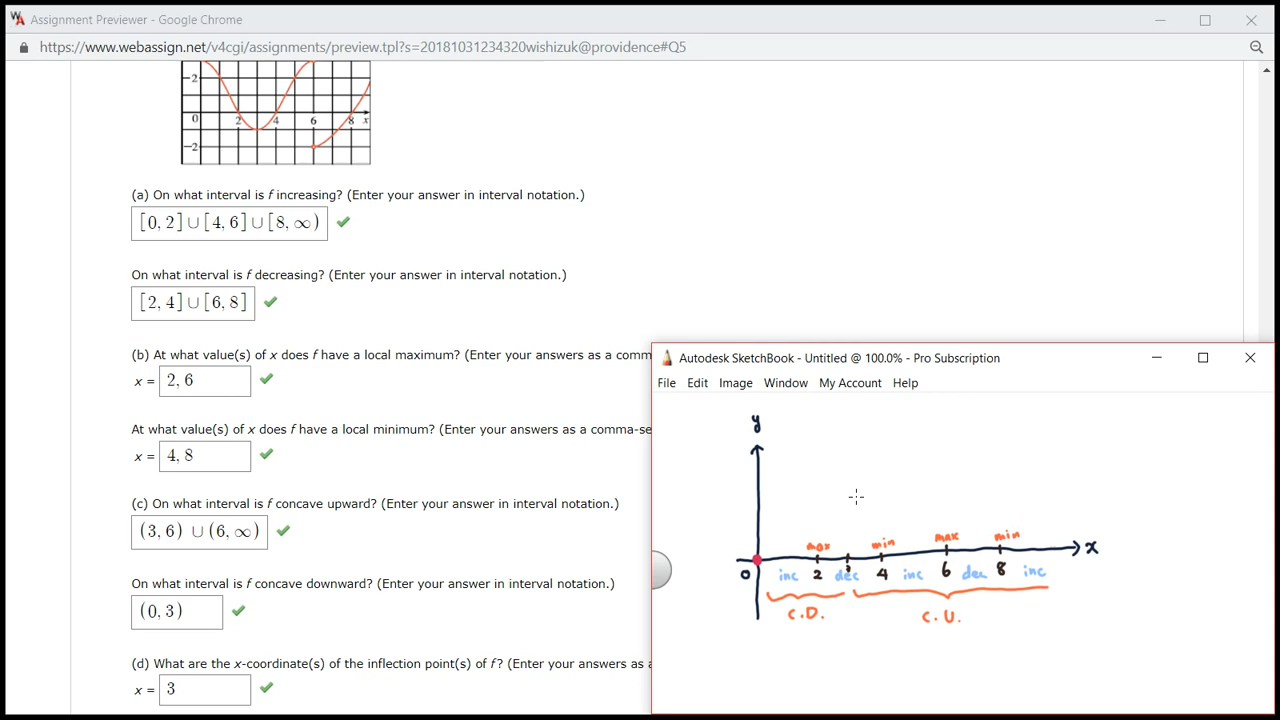 Assignment Previewer - Google Chrome
https://www.webassign.net/v4cgi/assignments/preview.tpl?s=20181031234320wishizuk@providence#Q5
2
0 2 4 6 8 x
−2
(a) On what interval is f increasing? (Enter your answer in interval notation.)
[0, 2] ∪ [4, 6] ∪ [8, ∞)
On what interval is f decreasing? (Enter your answer in interval notation.)
[2, 4] ∪ [6, 8]
(b) At what value(s) of x does f have a local maximum? (Enter your answers as a comm
x = 2, 6
At what value(s) of x does f have a local minimum? (Enter your answers as a comma-se
x = 4, 8
(c) On what interval is f concave upward? (Enter your answer in interval notation.)
(3, 6) ∪ (6, ∞)
On what interval is f concave downward? (Enter your answer in interval notation.)
(0, 3)
(d) What are the x-coordinate(s) of the inflection point(s) of f? (Enter your answers as a
x = 3
Autodesk SketchBook - Untitled @ 100.0% - Pro Subscription
File Edit Image Window My Account Help
y
max min max min
x
0 inc 2 dec 4 inc 6 dec 8 inc
C.D. C.U.